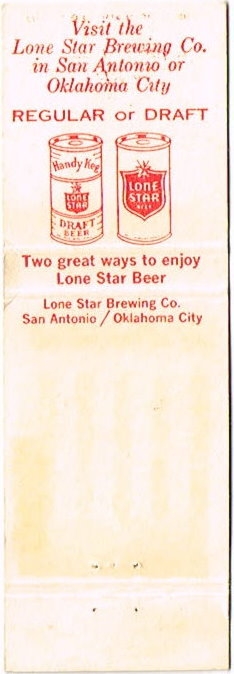 Visit the
Lone Star Brewing Co.
in San Antonio or
Oklahoma City
REGULAR or DRAFT
Handy Keg
LONE
STAR
DRAFT
BEER
LONE
STAR
BEER
Two great ways to enjoy
Lone Star Beer
Lone Star Brewing Co.
San Antonio / Oklahoma City